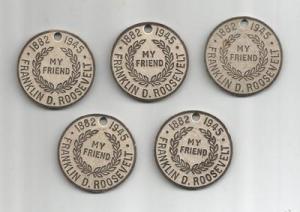 · 1882 · 1945 ·
MY
FRIEND
FRANKLIN D. ROOSEVELT
· 1882 · 1945 ·
MY
FRIEND
FRANKLIN D. ROOSEVELT
· 1882 · 1945 ·
MY
FRIEND
FRANKLIN D. ROOSEVELT
· 1882 · 1945 ·
MY
FRIEND
FRANKLIN D. ROOSEVELT
· 1882 · 1945 ·
MY
FRIEND
FRANKLIN D. ROOSEVELT